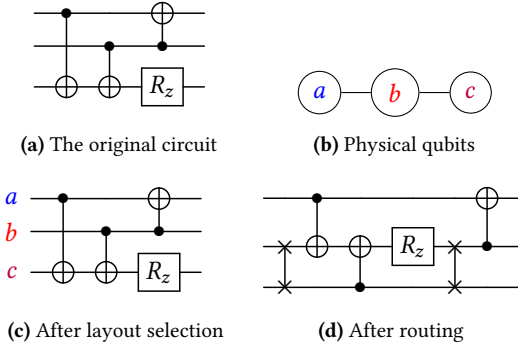 R_z
(a) The original circuit
a b c
(b) Physical qubits
a
b
c R_z
(c) After layout selection
R_z
(d) After routing